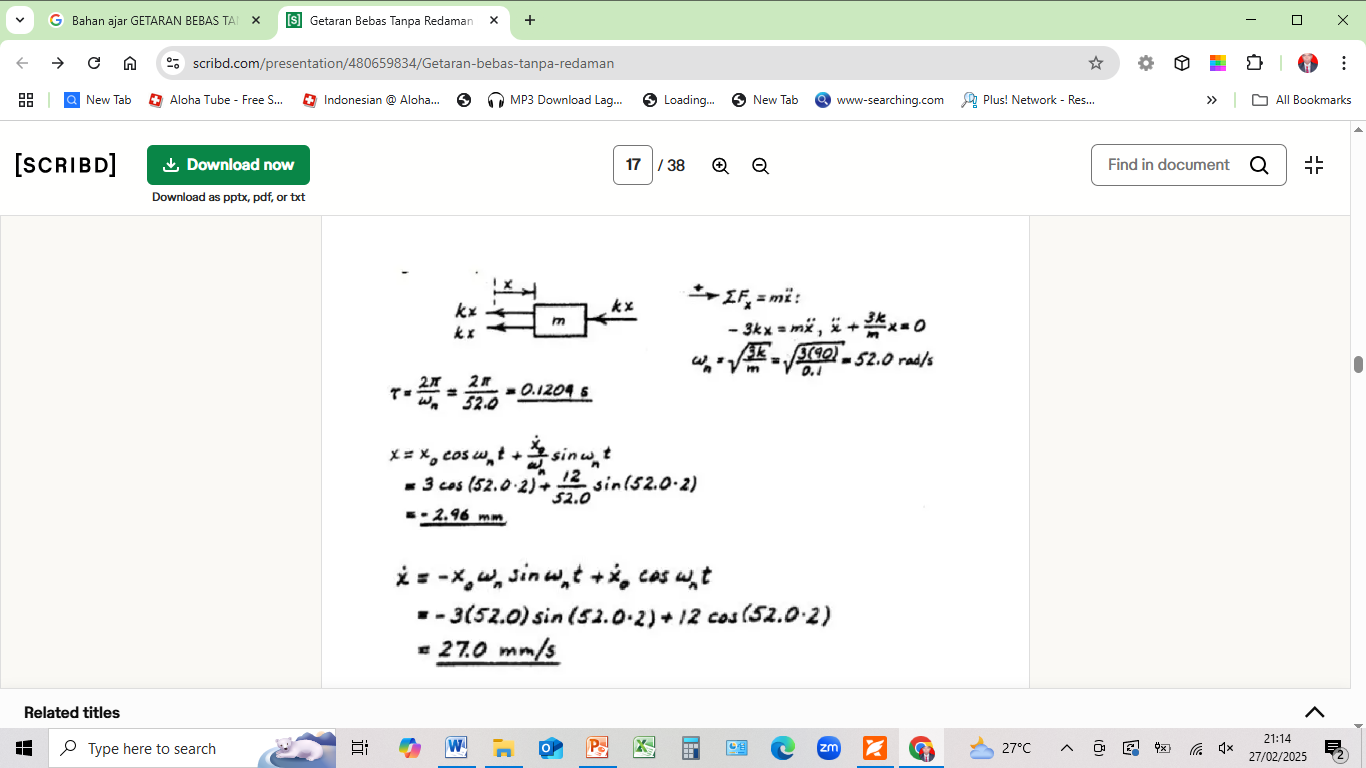 Bahan ajar GETARAN BEBAS TA
Getaran Bebas Tanpa Redaman
scribd.com/presentation/480659834/Getaran-bebas-tanpa-redaman
New Tab
Aloha Tube - Free S...
Indonesian @ Aloha...
MP3 Download Lag...
Loading...
New Tab
www-searching.com
Plus! Network - Res...
»
All Bookmarks
[SCRIBD]
Download now
Download as pptx, pdf, or txt
17 / 38
Find in document
x
kx
kx
m
kx
ΣFₓ = mẍ:
- 3kx = mẍ, ẍ + 3k/m x = 0
ωₙ = √(3k/m) = √(3(90)/0.1) = 52.0 rad/s
τ = 2π/ωₙ = 2π/52.0 = 0.1209 s
x = x₀ cos ωₙt + ẋ₀/ωₙ sin ωₙt
= 3 cos (52.0·2) + 12/52.0 sin (52.0·2)
= -2.96 mm
ẋ = -x₀ωₙ sin ωₙt + ẋ₀ cos ωₙt
= -3(52.0) sin (52.0·2) + 12 cos (52.0·2)
= 27.0 mm/s
Related titles
Type here to search
zm
27°C
21:14
27/02/2025
2